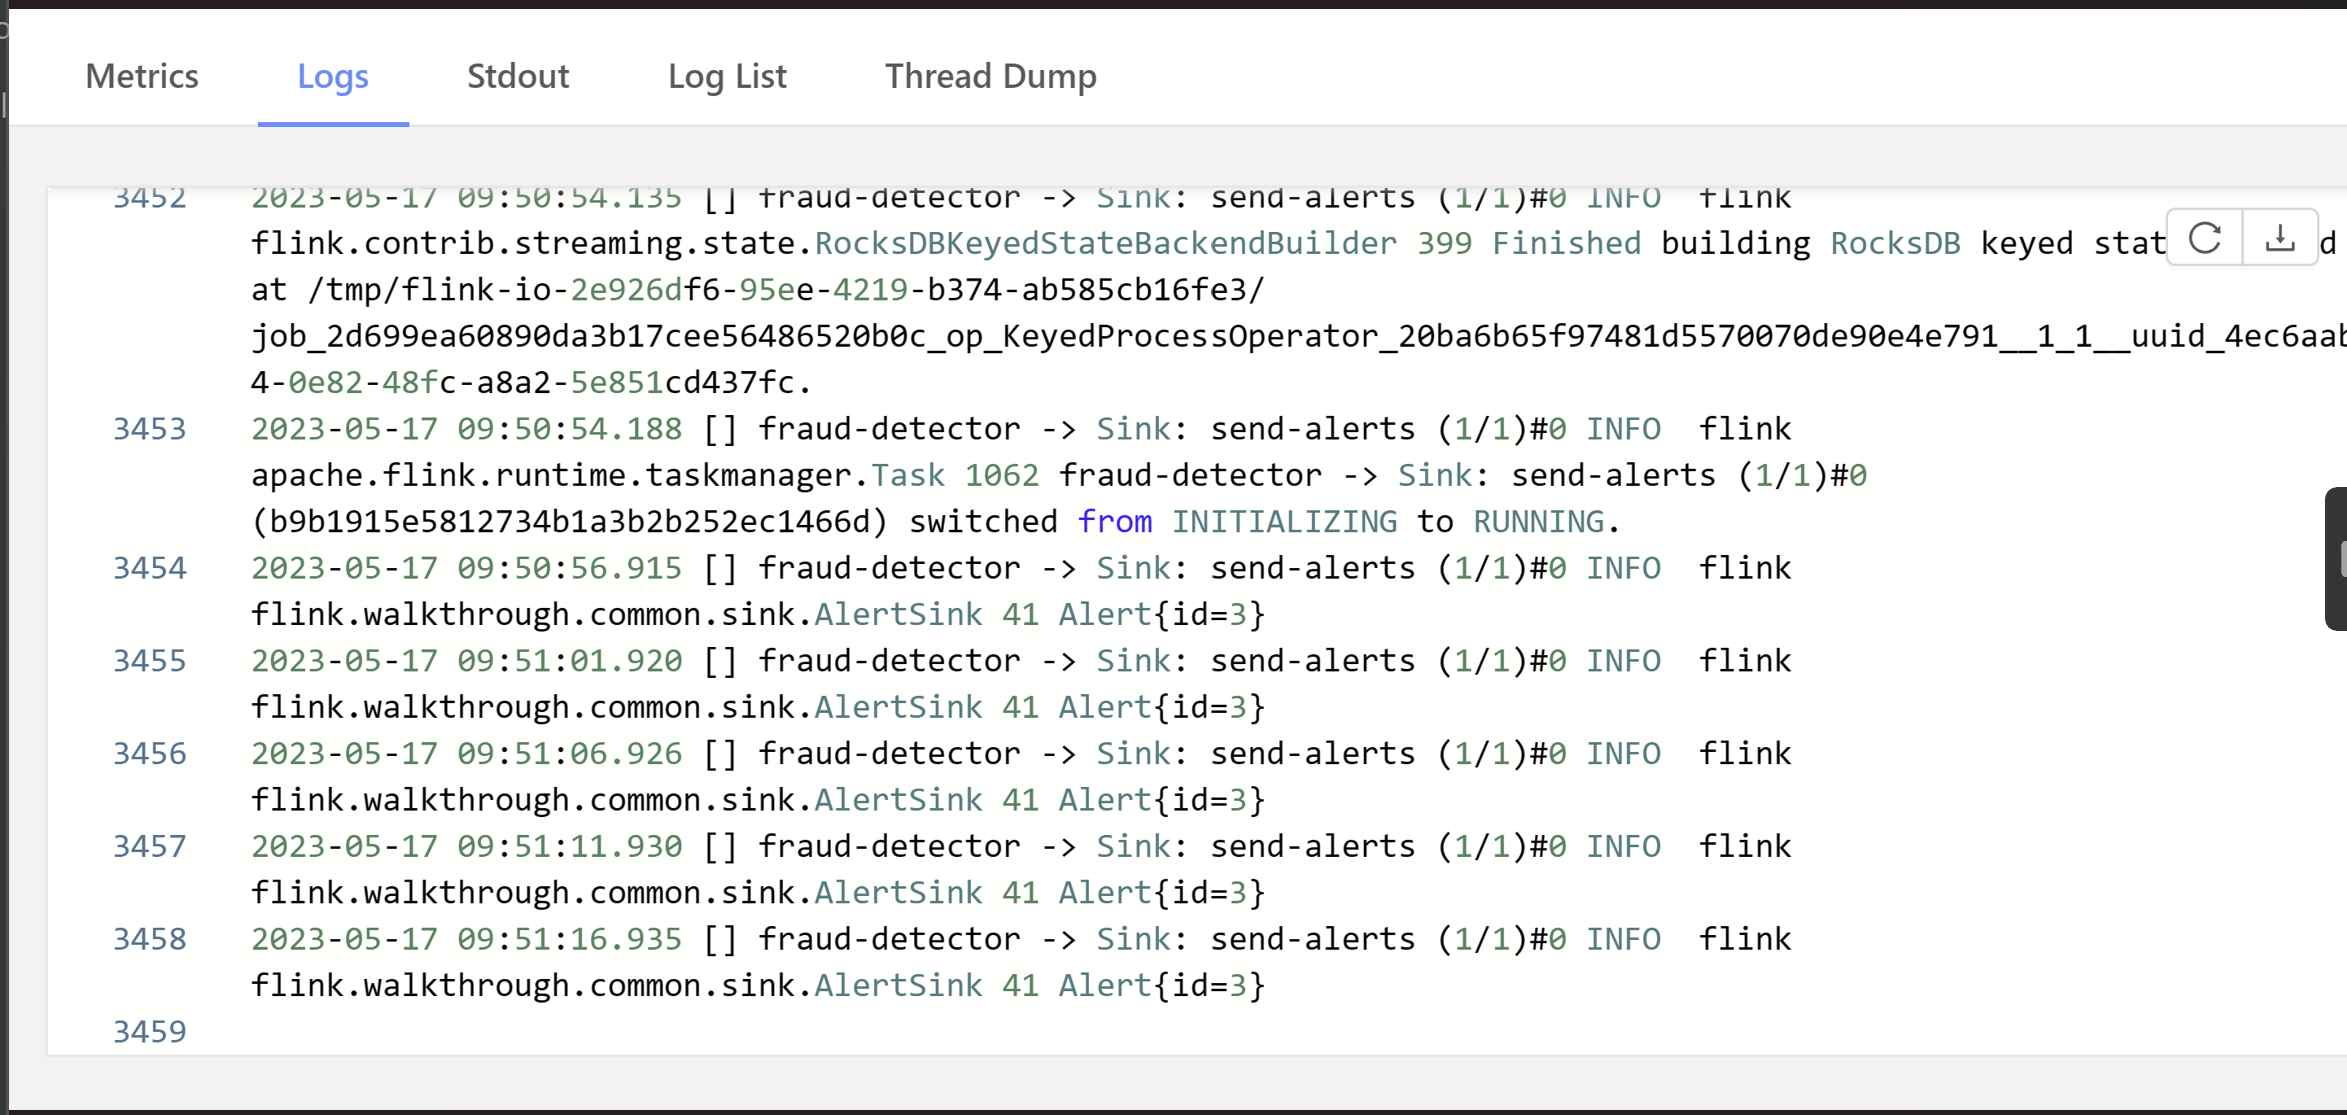 Metrics Logs Stdout Log List Thread Dump
3452 2023-05-17 09:50:54.135 [] fraud-detector -> Sink: send-alerts (1/1)#0 INFO flink
flink.contrib.streaming.state.RocksDBKeyedStateBackendBuilder 399 Finished building RocksDB keyed stat d
at /tmp/flink-io-2e926df6-95ee-4219-b374-ab585cb16fe3/
job_2d699ea60890da3b17cee56486520b0c_op_KeyedProcessOperator_20ba6b65f97481d5570070de90e4e791__1_1__uuid_4ec6aab
4-0e82-48fc-a8a2-5e851cd437fc.
3453 2023-05-17 09:50:54.188 [] fraud-detector -> Sink: send-alerts (1/1)#0 INFO flink
apache.flink.runtime.taskmanager.Task 1062 fraud-detector -> Sink: send-alerts (1/1)#0
(b9b1915e5812734b1a3b2b252ec1466d) switched from INITIALIZING to RUNNING.
3454 2023-05-17 09:50:56.915 [] fraud-detector -> Sink: send-alerts (1/1)#0 INFO flink
flink.walkthrough.common.sink.AlertSink 41 Alert{id=3}
3455 2023-05-17 09:51:01.920 [] fraud-detector -> Sink: send-alerts (1/1)#0 INFO flink
flink.walkthrough.common.sink.AlertSink 41 Alert{id=3}
3456 2023-05-17 09:51:06.926 [] fraud-detector -> Sink: send-alerts (1/1)#0 INFO flink
flink.walkthrough.common.sink.AlertSink 41 Alert{id=3}
3457 2023-05-17 09:51:11.930 [] fraud-detector -> Sink: send-alerts (1/1)#0 INFO flink
flink.walkthrough.common.sink.AlertSink 41 Alert{id=3}
3458 2023-05-17 09:51:16.935 [] fraud-detector -> Sink: send-alerts (1/1)#0 INFO flink
flink.walkthrough.common.sink.AlertSink 41 Alert{id=3}
3459